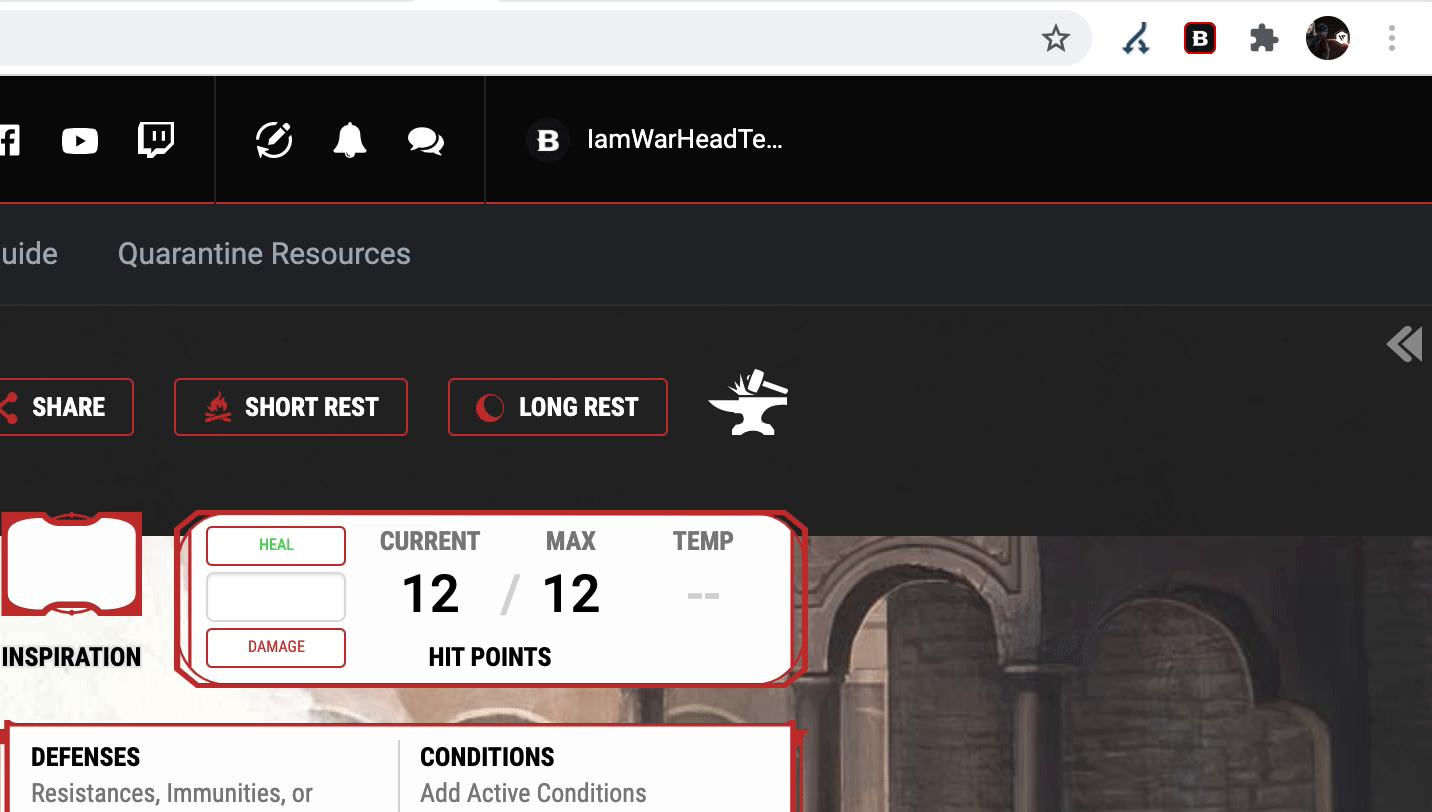 B
B IamWarHeadTe...
uide Quarantine Resources
SHARE SHORT REST LONG REST
HEAL CURRENT MAX TEMP
12 / 12 --
DAMAGE
INSPIRATION HIT POINTS
DEFENSES CONDITIONS
Resistances, Immunities, or Add Active Conditions